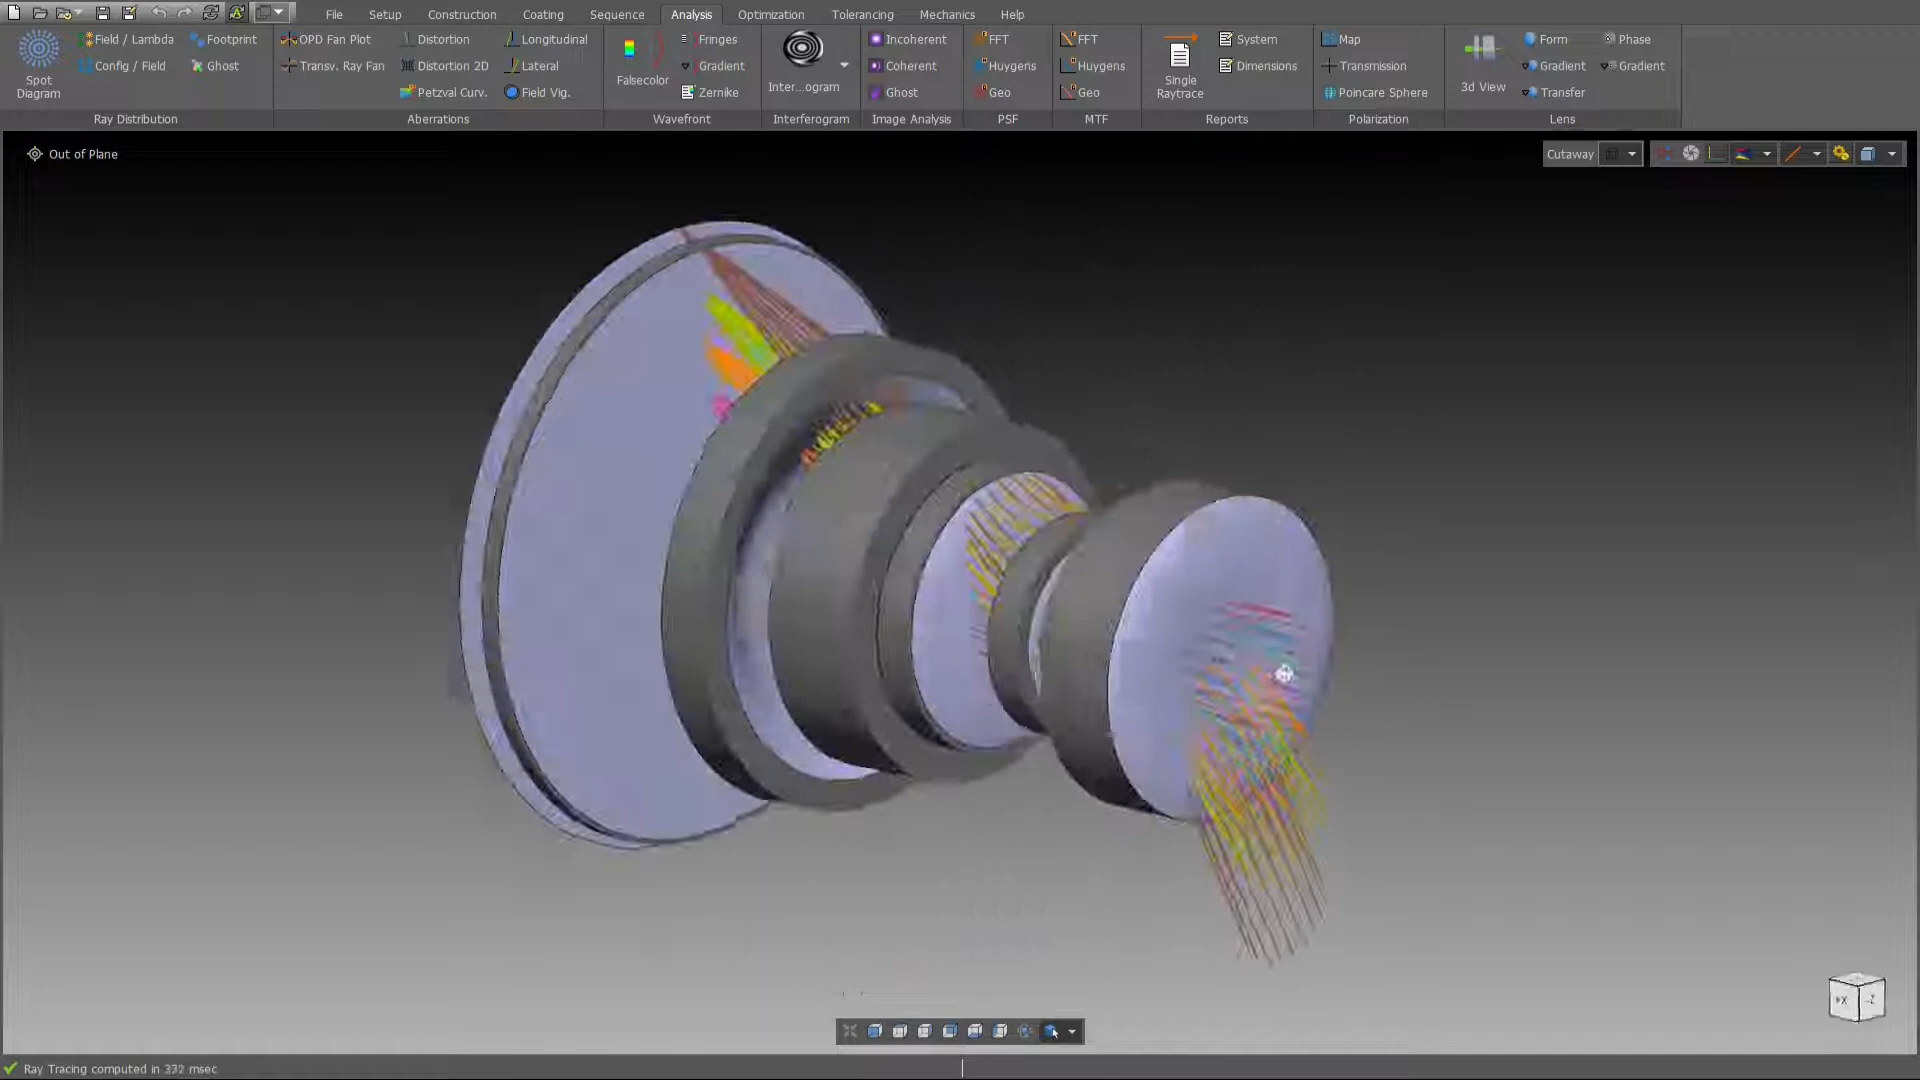 File Setup Construction Coating Sequence Analysis Optimization Tolerancing Mechanics Help
Field / Lambda Footprint OPD Fan Plot Distortion Longitudinal Fringes Incoherent FFT FFT System Map Form Phase
Config / Field Ghost Transv. Ray Fan Distortion 2D Lateral Gradient Coherent Huygens Huygens Dimensions Transmission Gradient Gradient
Spot Diagram Petzval Curv. Field Vig. Falsecolor Zernike Inter...ogram Ghost Geo Geo Single Raytrace Poincare Sphere 3d View Transfer
Ray Distribution Aberrations Wavefront Interferogram Image Analysis PSF MTF Reports Polarization Lens
Out of Plane Cutaway
Ray Tracing computed in 332 msec